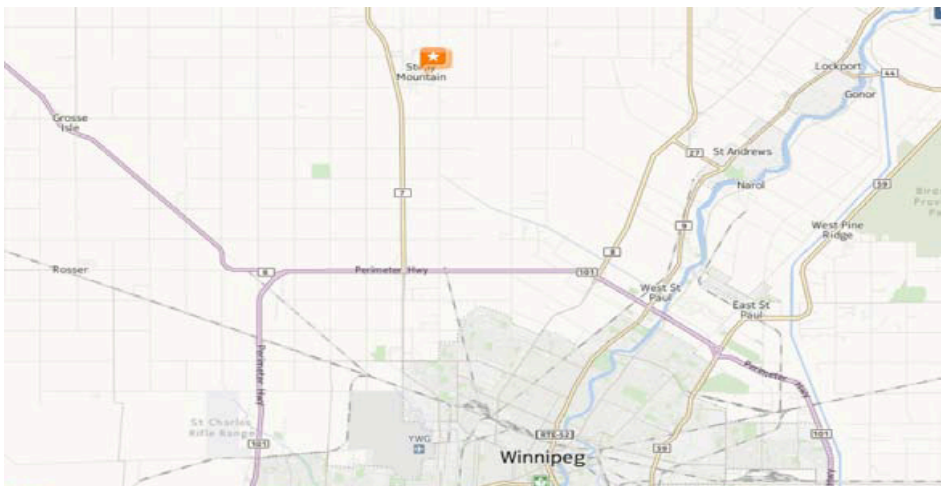 Mountain
Lockport
44
Gonor
Grosse
Isle
27
St Andrews
Narol
59
7
West Pine
Ridge
9
8
Rosser
6
Perimeter Hwy
101
West St
Paul
East St
Paul
Perimeter
Hwy
Perimeter Hwy
St Charles
Rifle Range
101
YWG
RTE-52
59
101
Winnipeg